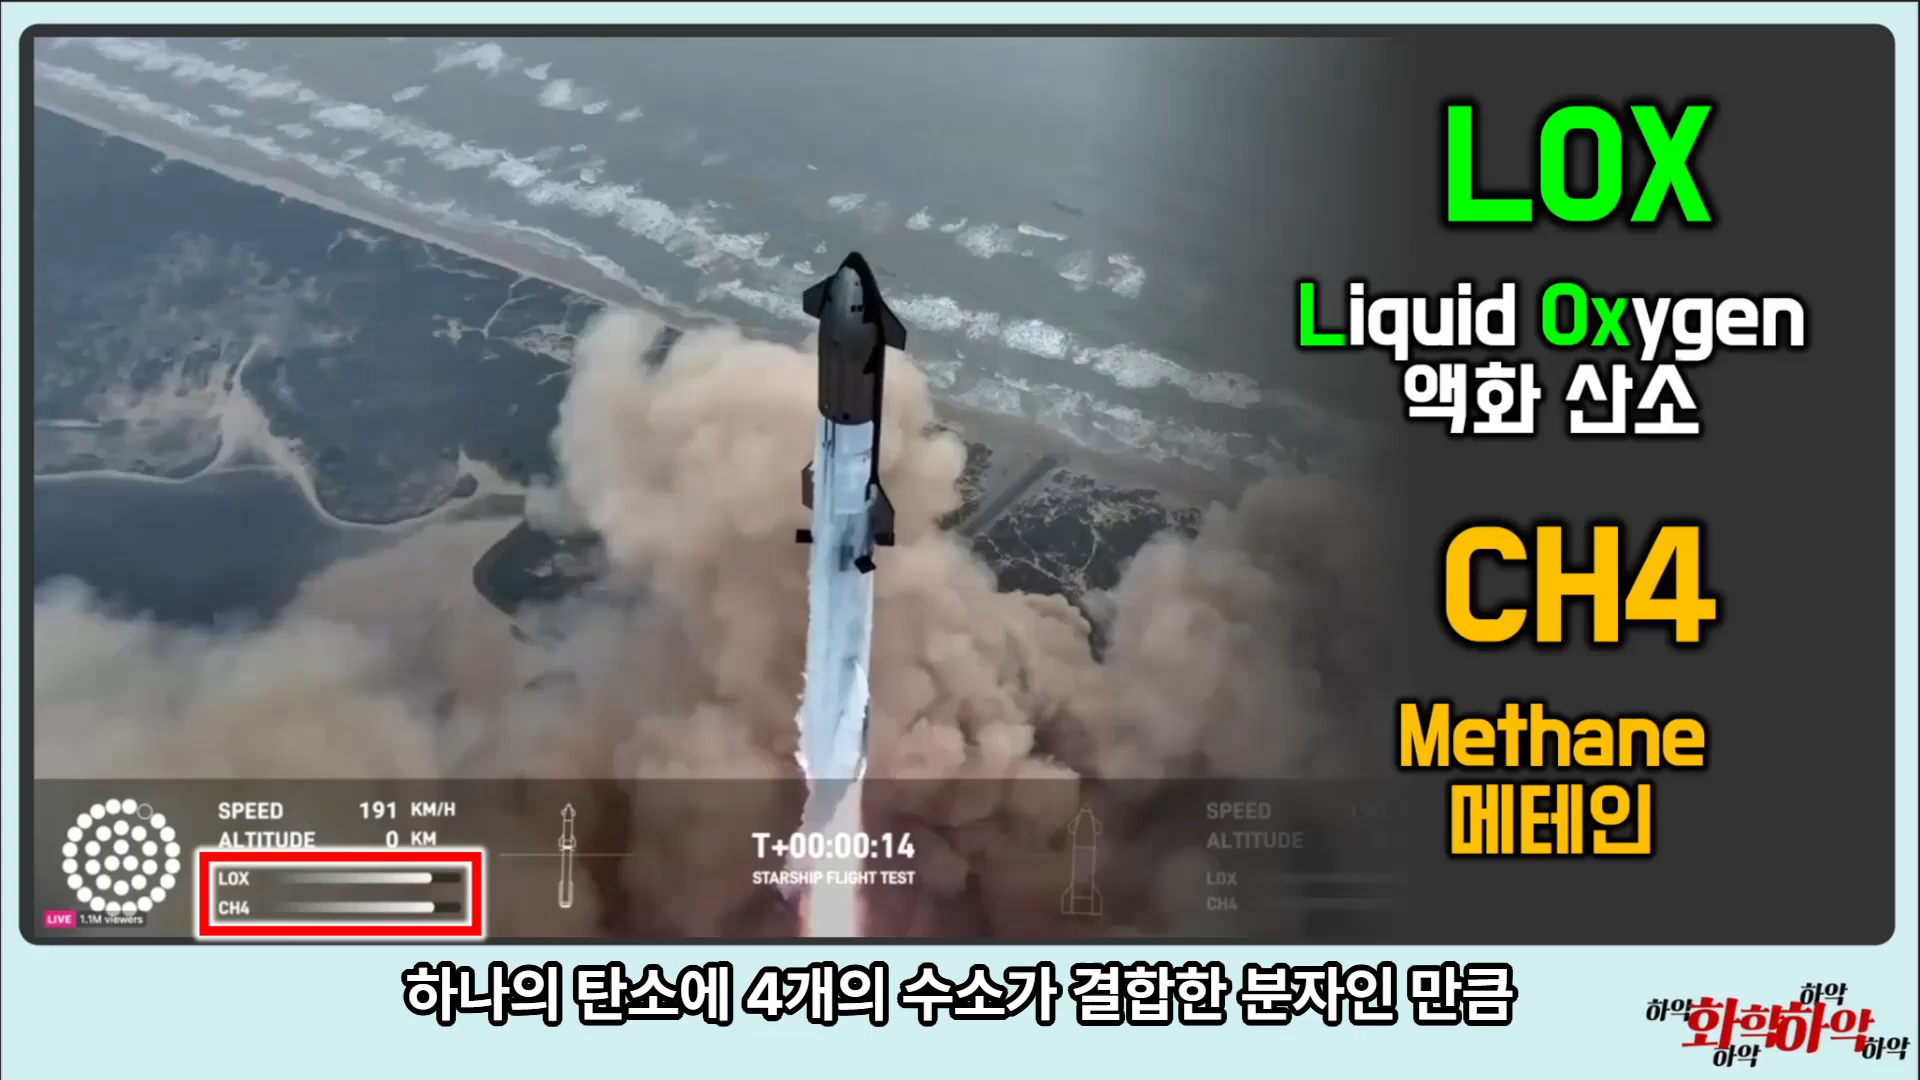 LOX
Liquid Oxygen
액화 산소
CH4
Methane
메테인
SPEED 191 KM/H
ALTITUDE 0 KM
LOX
CH4
LIVE 1.1M viewers
T+00:00:14
STARSHIP FLIGHT TEST
SPEED
ALTITUDE
LOX
CH4
하나의 탄소에 4개의 수소가 결합한 분자인 만큼
하약
하약 화학하약
하약 하약